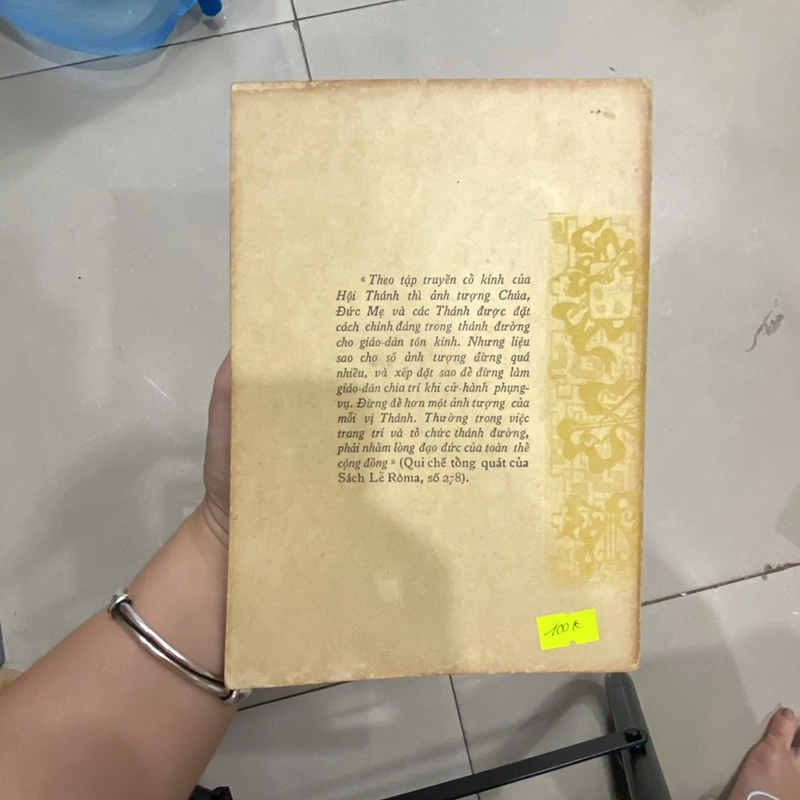 “ Theo tập truyền cổ kính của
Hội Thánh thì ảnh tượng Chúa,
Đức Mẹ và các Thánh được đặt
cách chính đáng trong thánh đường
cho giáo-dân tôn kính. Nhưng liệu
sao cho số ảnh tượng đừng quá
nhiều, và xếp đặt sao để đừng làm
giáo-dân chia trí khi cử-hành phụng-
vụ. Đừng để hơn một ảnh tượng của
mỗi vị Thánh. Thường trong việc
trang trí và tổ chức thánh đường,
phải nhằm lòng đạo đức của toàn thể
cộng đồng ” (Qui chế tổng quát của
Sách Lễ Rôma, số 278).
100k